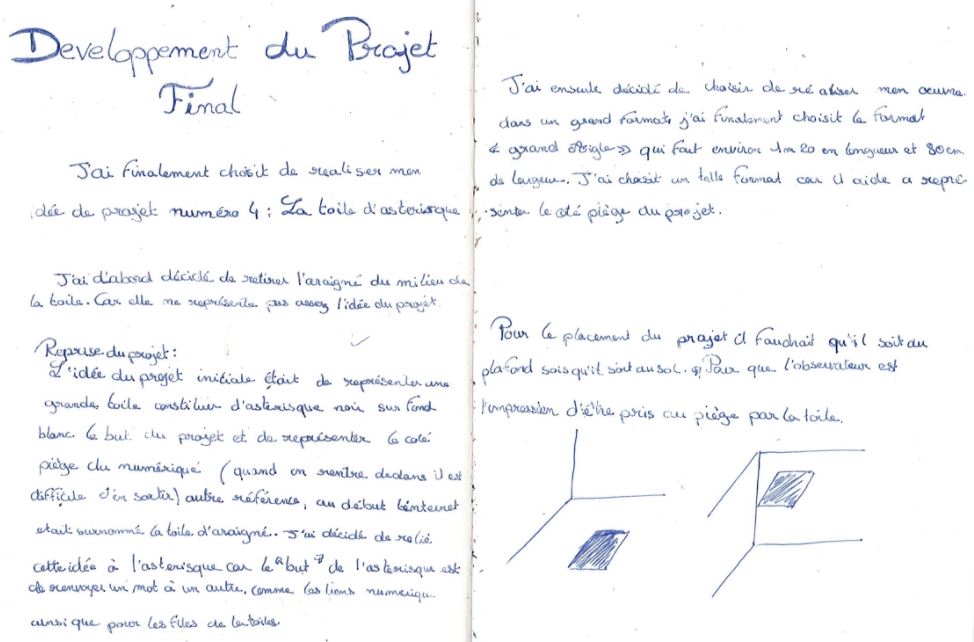 Developpement du Projet
Final
J'ai finalement choisit de realiser mon
idée de projet numéro 4 : La toile d'asterisque
J'ai d'abord décidé de retirer l'araigné du milieu de
la toile. Car elle ne représente pas assez l'idée du projet.
Reprise du projet :
L'idée du projet initiale était de représenter une
grande toile constituer d'asterisque noir sur fond
blanc le but du projet et de représenter le coté
piège du numérique (quand on rentre dedans il est
difficile d'en sortir) autre référence, au début l'internet
etait surnommé la toile d'araigné. J'ai décidé de relié
cette idée à l'asterisque car le "but" de l'asterisque est
de renvoyer un mot à un autre, comme les liens numeriqu
ainsi que pour les files de la toiles.
J'ai ensuite décidé de choisir de réaliser mon oeuvre
dans un grand format, j'ai finalement choisit le format
« grand Aigle » qui fait environ 1m20 en longueur et 80cm
de largeur. J'ai choisit un telle format car il aide a repré
senter le coté piège du projet.
Pour le placement du projet il faudrait qu'il soit au
plafond sois qu'il soit au sol. Pour que l'observateur est
l'impression d'être pris au piège par la toile.